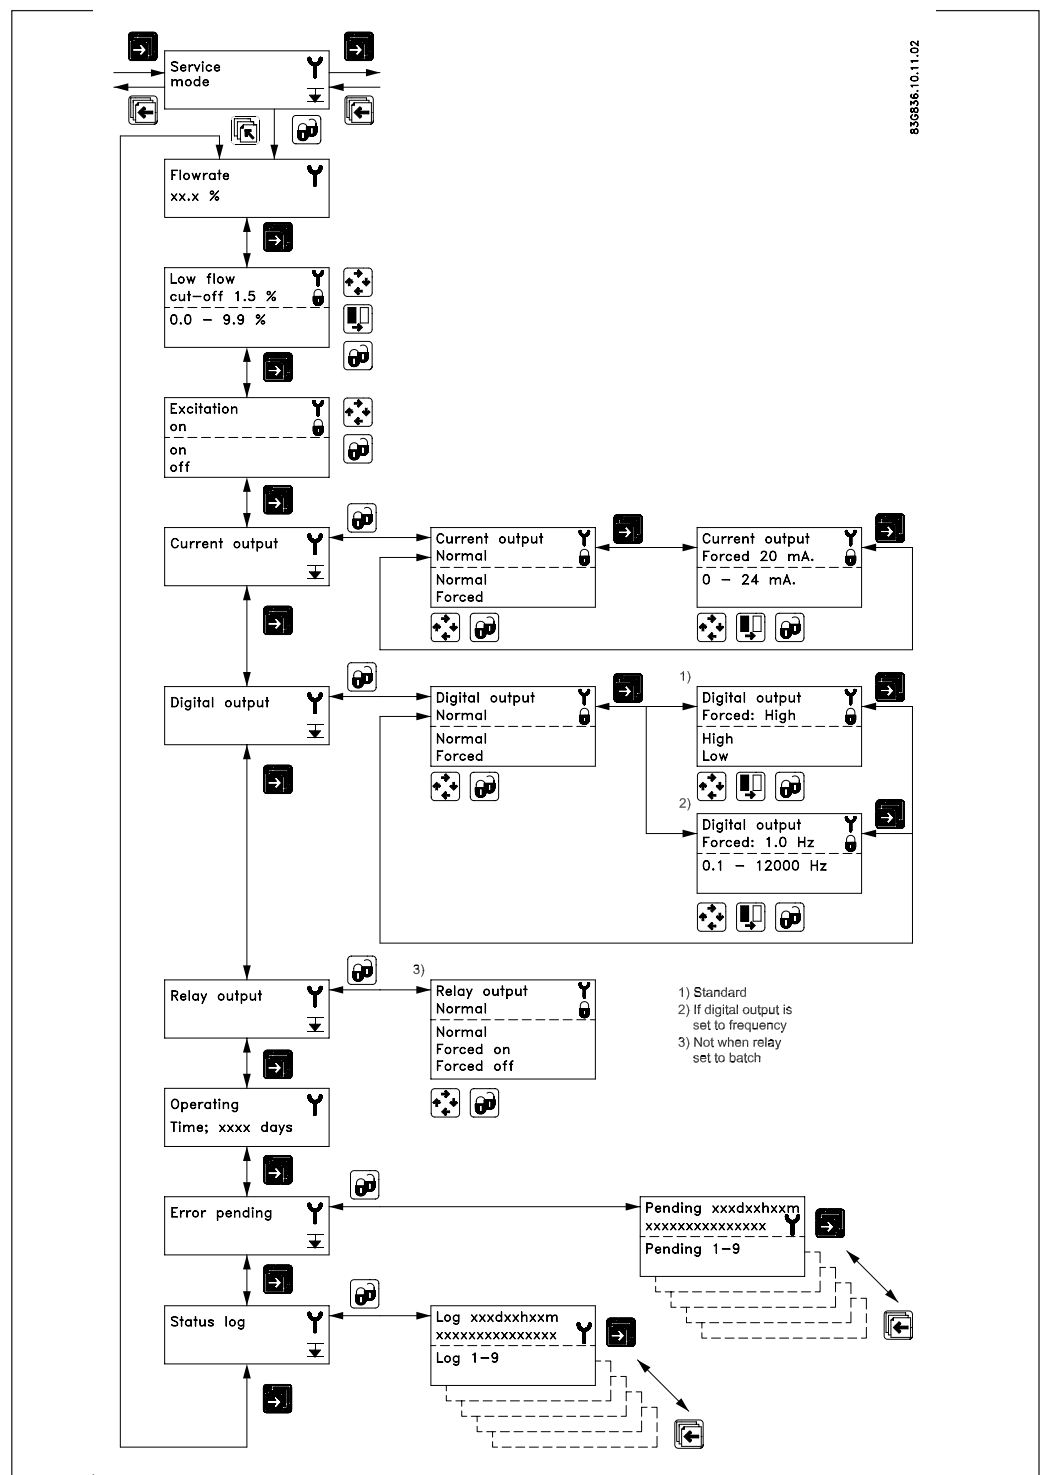 83G836.10.11.02
Service
mode
Flowrate
xx.x %
Low flow
cut-off 1.5 %
0.0 - 9.9 %
Excitation
on
on
off
Current output
Current output
Normal
Normal
Forced
Current output
Forced 20 mA.
0 - 24 mA.
Digital output
Digital output
Normal
Normal
Forced
1)
Digital output
Forced: High
High
Low
2)
Digital output
Forced: 1.0 Hz
0.1 - 12000 Hz
Relay output
3)
Relay output
Normal
Normal
Forced on
Forced off
1) Standard
2) If digital output is
set to frequency
3) Not when relay
set to batch
Operating
Time; xxxx days
Error pending
Pending xxxdxxhxxm
xxxxxxxxxxxxxxx
Pending 1-9
Status log
Log xxxdxxhxxm
xxxxxxxxxxxxxxx
Log 1-9